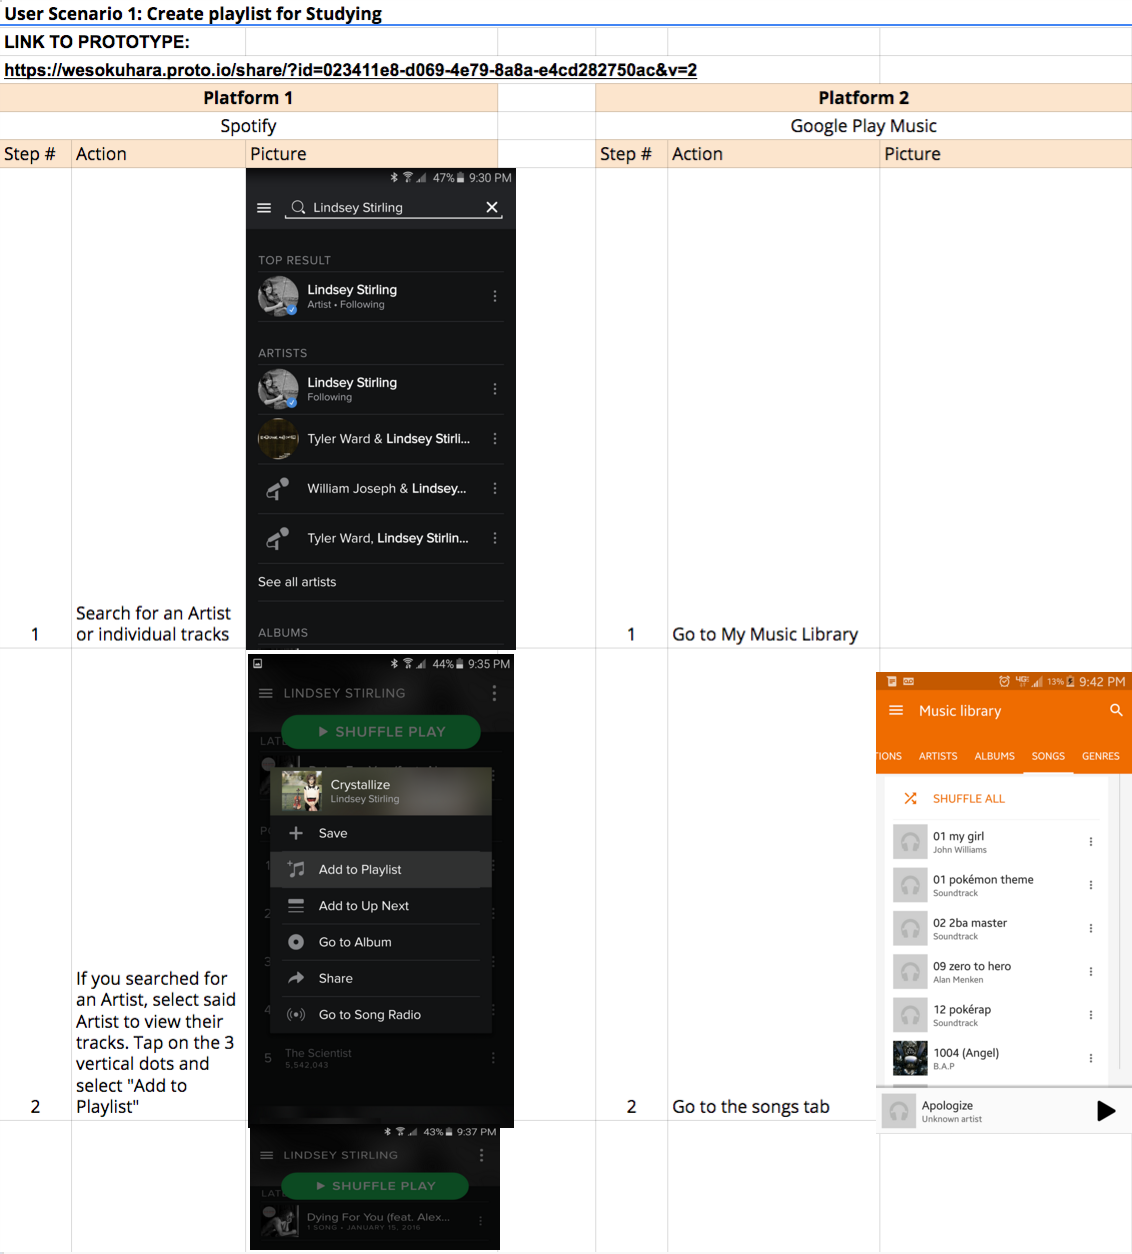 User Scenario 1: Create playlist for Studying
LINK TO PROTOTYPE:
https://wesokuhara.proto.io/share/?id=023411e8-d069-4e79-8a8a-e4cd282750ac&v=2
Platform 1
Platform 2
Spotify
Google Play Music
Step # Action Picture
Step # Action Picture
47% 9:30 PM
Lindsey Stirling
TOP RESULT
Lindsey Stirling
Artist • Following
ARTISTS
Lindsey Stirling
Following
Tyler Ward & Lindsey Stirli...
William Joseph & Lindsey...
Tyler Ward, Lindsey Stirlin...
See all artists
ALBUMS
Search for an Artist
or individual tracks
1
1
Go to My Music Library
44% 9:35 PM
LINDSEY STIRLING
SHUFFLE PLAY
LATE
Crystallize
Lindsey Stirling
Save
Add to Playlist
Add to Up Next
Go to Album
Share
Go to Song Radio
1
2
3
4
5 The Scientist
5,542,043
If you searched for
an Artist, select said
Artist to view their
tracks. Tap on the 3
vertical dots and
select "Add to
Playlist"
2
2
Go to the songs tab
13% 9:42 PM
Music library
TIONS ARTISTS ALBUMS SONGS GENRES
SHUFFLE ALL
01 my girl
John Williams
01 pokémon theme
Soundtrack
02 2ba master
Soundtrack
09 zero to hero
Alan Menken
12 pokérap
Soundtrack
1004 (Angel)
B.A.P
Apologize
Unknown artist
43% 9:37 PM
LINDSEY STIRLING
SHUFFLE PLAY
LATE
Dying For You (feat. Alex...
1 SONG • JANUARY 15, 2016